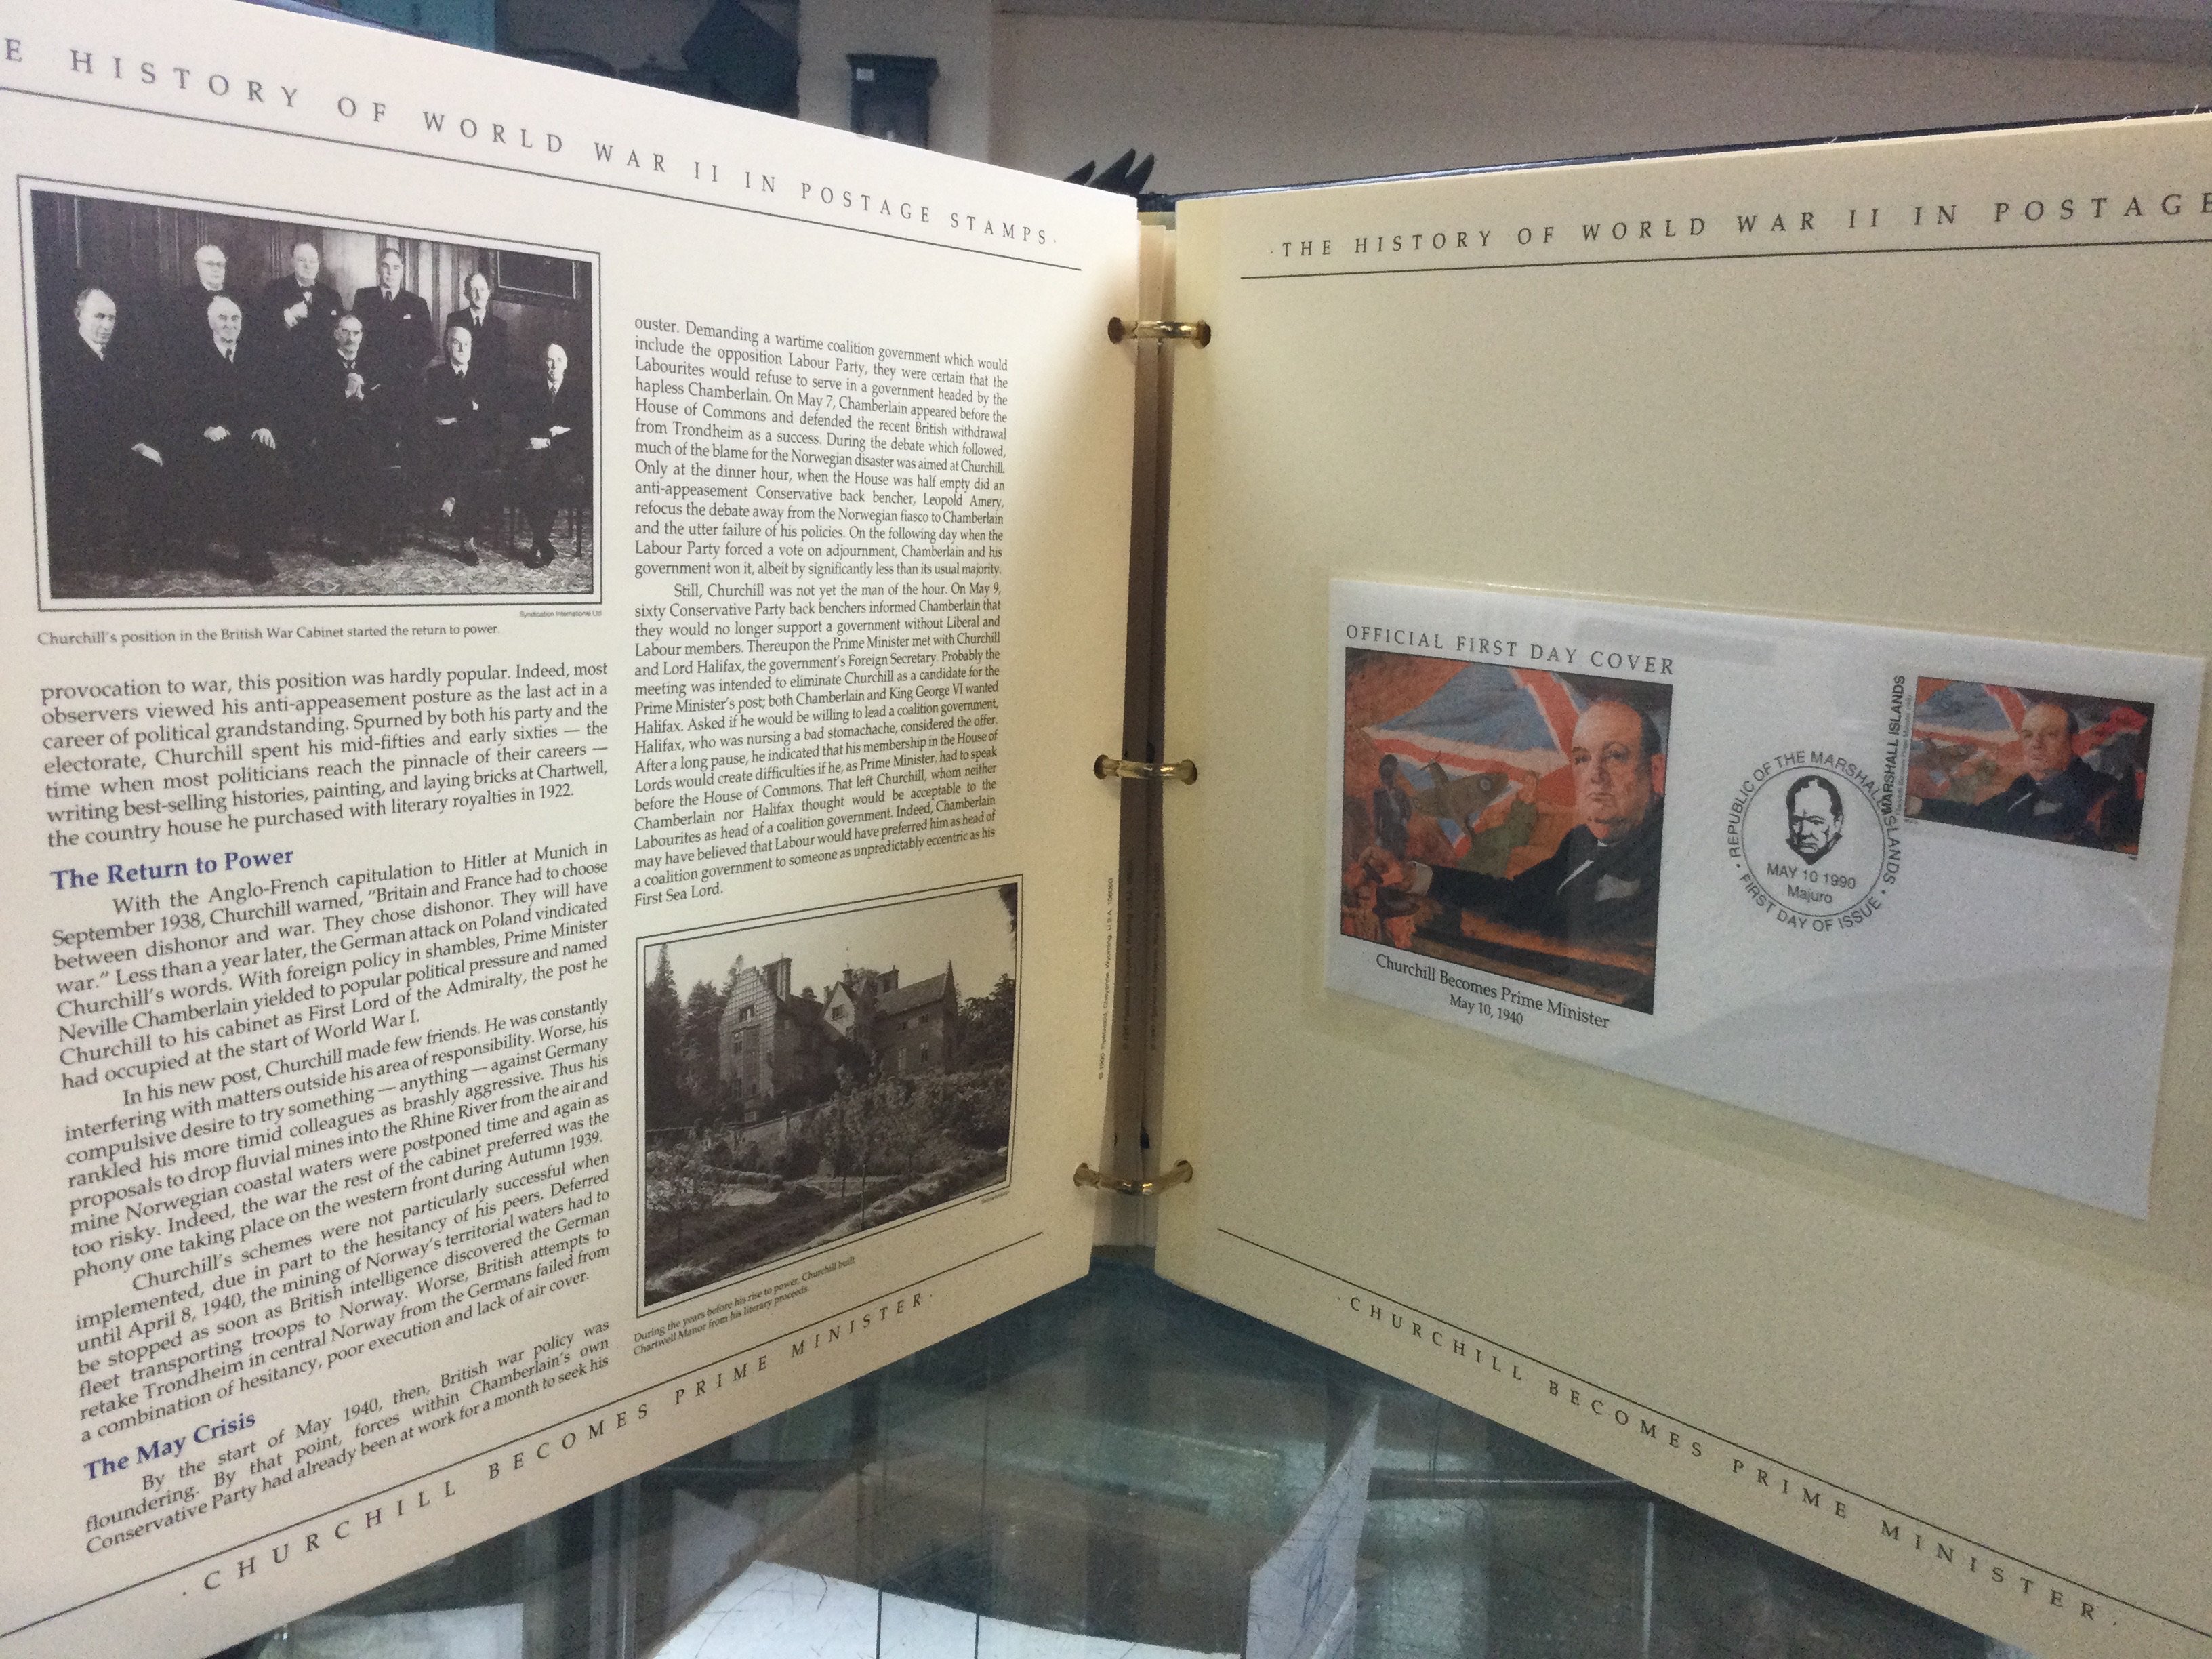 E HISTORY OF WORLD WAR II IN POSTAGE STAMPS·
Syndication International Ltd.
Churchill's position in the British War Cabinet started the return to power.
provocation to war, this position was hardly popular. Indeed, most
observers viewed his anti-appeasement posture as the last act in a
career of political grandstanding. Spurned by both his party and the
electorate, Churchill spent his mid-fifties and early sixties — the
time when most politicians reach the pinnacle of their careers —
writing best-selling histories, painting, and laying bricks at Chartwell,
the country house he purchased with literary royalties in 1922.
The Return to Power
With the Anglo-French capitulation to Hitler at Munich in
September 1938, Churchill warned, "Britain and France had to choose
between dishonor and war. They chose dishonor. They will have
war." Less than a year later, the German attack on Poland vindicated
Churchill's words. With foreign policy in shambles, Prime Minister
Neville Chamberlain yielded to popular political pressure and named
Churchill to his cabinet as First Lord of the Admiralty, the post he
had occupied at the start of World War I.
In his new post, Churchill made few friends. He was constantly
interfering with matters outside his area of responsibility. Worse, his
compulsive desire to try something — anything — against Germany
rankled his more timid colleagues as brashly aggressive. Thus his
proposals to drop fluvial mines into the Rhine River from the air and
mine Norwegian coastal waters were postponed time and again as
too risky. Indeed, the war the rest of the cabinet preferred was the
phony one taking place on the western front during Autumn 1939.
Churchill's schemes were not particularly successful when
implemented, due in part to the hesitancy of his peers. Deferred
until April 8, 1940, the mining of Norway's territorial waters had to
be stopped as soon as British intelligence discovered the German
fleet transporting troops to Norway. Worse, British attempts to
retake Trondheim in central Norway from the Germans failed from
a combination of hesitancy, poor execution and lack of air cover.
The May Crisis
By the start of May 1940, then, British war policy was
floundering. By that point, forces within Chamberlain's own
Conservative Party had already been at work for a month to seek his
ouster. Demanding a wartime coalition government which would
include the opposition Labour Party, they were certain that the
Labourites would refuse to serve in a government headed by the
hapless Chamberlain. On May 7, Chamberlain appeared before the
House of Commons and defended the recent British withdrawal
from Trondheim as a success. During the debate which followed,
much of the blame for the Norwegian disaster was aimed at Churchill.
Only at the dinner hour, when the House was half empty did an
anti-appeasement Conservative back bencher, Leopold Amery,
refocus the debate away from the Norwegian fiasco to Chamberlain
and the utter failure of his policies. On the following day when the
Labour Party forced a vote on adjournment, Chamberlain and his
government won it, albeit by significantly less than its usual majority.
Still, Churchill was not yet the man of the hour. On May 9,
sixty Conservative Party back benchers informed Chamberlain that
they would no longer support a government without Liberal and
Labour members. Thereupon the Prime Minister met with Churchill
and Lord Halifax, the government's Foreign Secretary. Probably the
meeting was intended to eliminate Churchill as a candidate for the
Prime Minister's post; both Chamberlain and King George VI wanted
Halifax. Asked if he would be willing to lead a coalition government,
Halifax, who was nursing a bad stomachache, considered the offer.
After a long pause, he indicated that his membership in the House of
Lords would create difficulties if he, as Prime Minister, had to speak
before the House of Commons. That left Churchill, whom neither
Chamberlain nor Halifax thought would be acceptable to the
Labourites as head of a coalition government. Indeed, Chamberlain
may have believed that Labour would have preferred him as head of
a coalition government to someone as unpredictably eccentric as his
First Sea Lord.
During the years before his rise to power, Churchill built
Chartwell Manor from his literary proceeds.
·CHURCHILL BECOMES PRIME MINISTER·
·THE HISTORY OF WORLD WAR II IN POSTAGE
OFFICIAL FIRST DAY COVER
Churchill Becomes Prime Minister
May 10, 1940
REPUBLIC OF THE MARSHALL ISLANDS
MAY 10 1990
Majuro
FIRST DAY OF ISSUE
MARSHALL ISLANDS
·CHURCHILL BECOMES PRIME MINISTER·